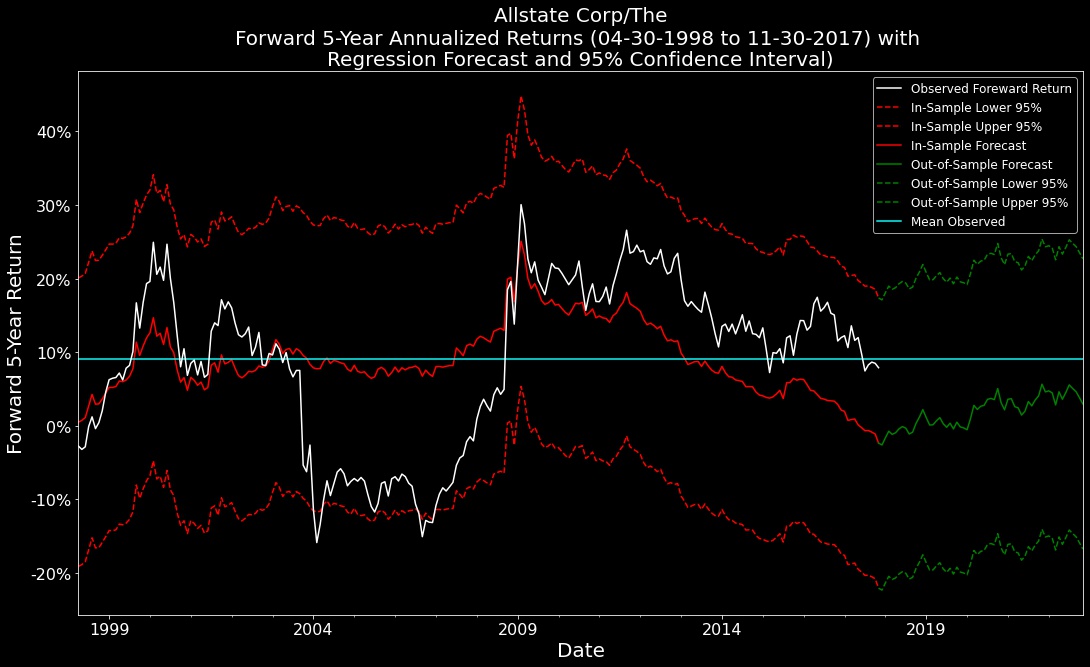 Allstate Corp/The
Forward 5-Year Annualized Returns (04-30-1998 to 11-30-2017) with
Regression Forecast and 95% Confidence Interval)
Observed Foreward Return
In-Sample Lower 95%
In-Sample Upper 95%
In-Sample Forecast
Out-of-Sample Forecast
Out-of-Sample Lower 95%
Out-of-Sample Upper 95%
Mean Observed
Forward 5-Year Return
40%
30%
20%
10%
0%
-10%
-20%
1999
2004
2009
2014
2019
Date